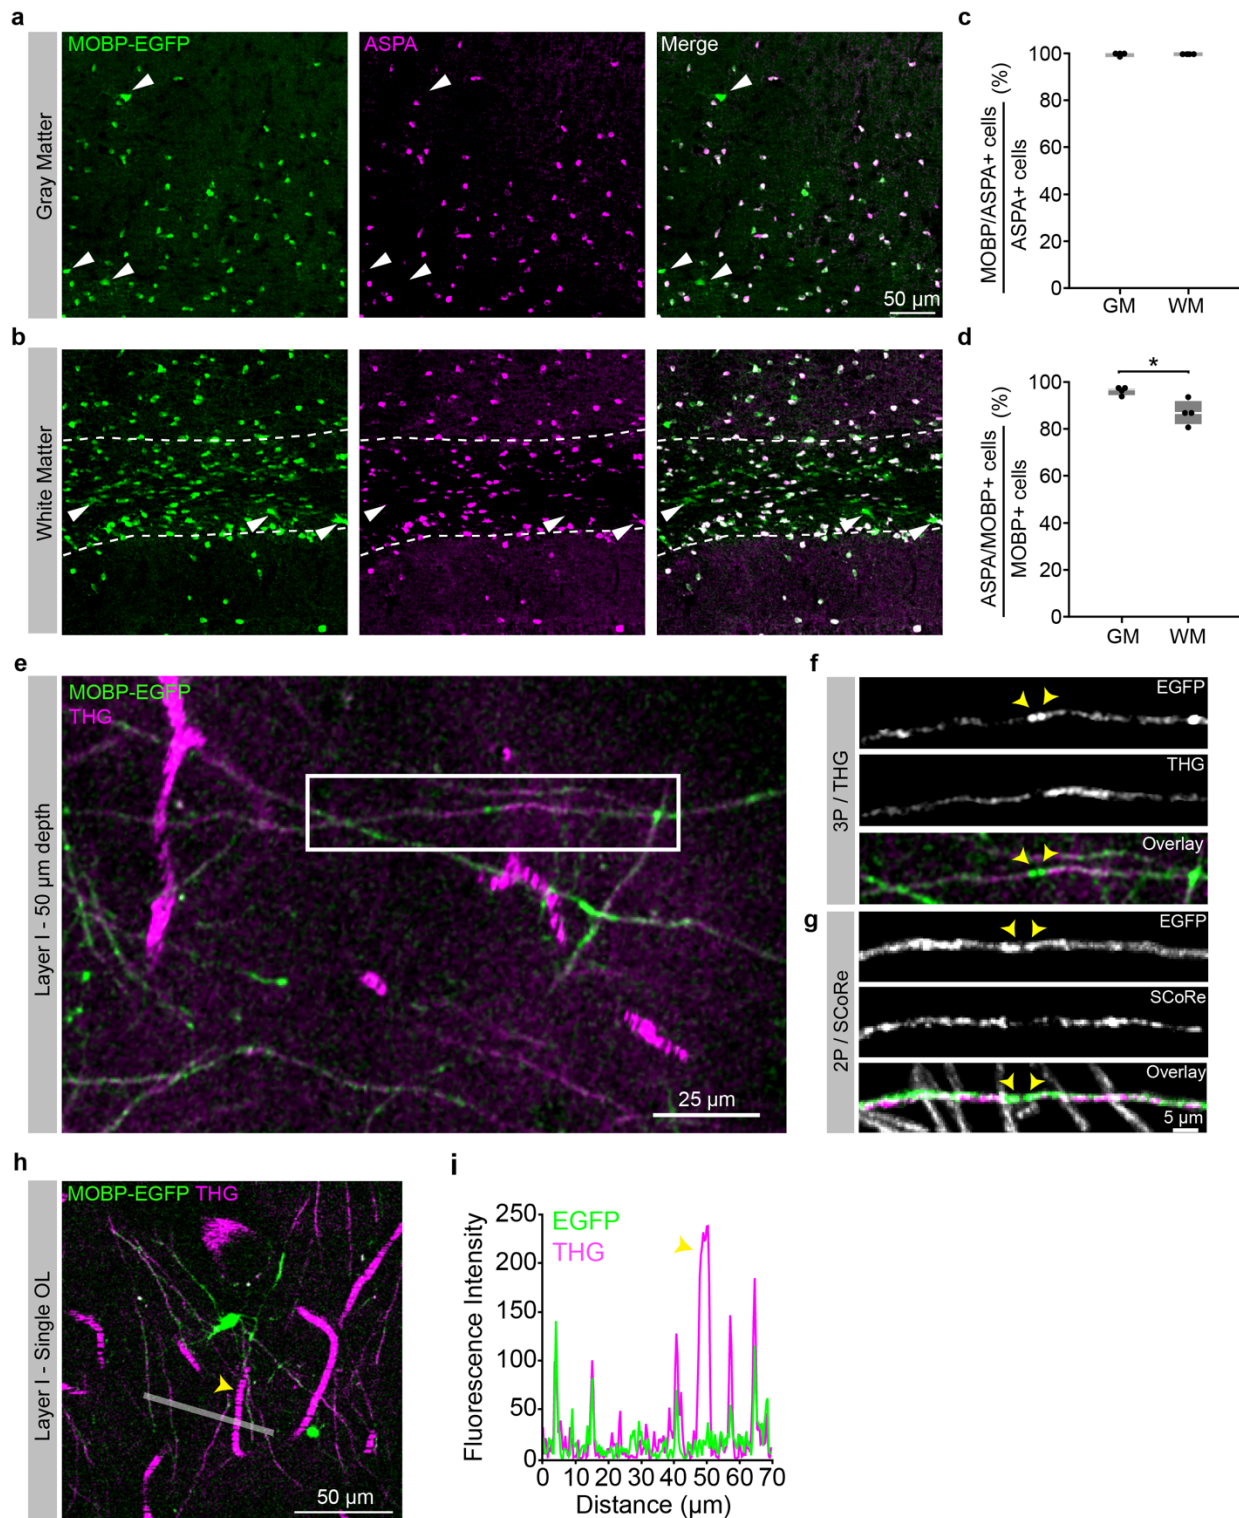 a
MOBP-EGFP
ASPA
Merge
Gray Matter
50 µm
b
White Matter
c
MOBP/ASPA+ cells
ASPA+ cells
(%)
100
80
60
40
20
0
GM
WM
d
*
ASPA/MOBP+ cells
MOBP+ cells
(%)
100
80
60
40
20
0
GM
WM
e
MOBP-EGFP
THG
Layer I - 50 µm depth
25 µm
f
3P / THG
EGFP
THG
Overlay
g
2P / SCoRe
EGFP
SCoRe
Overlay
5 µm
h
MOBP-EGFP THG
Layer I - Single OL
50 µm
i
EGFP
THG
Fluorescence Intensity
250
200
150
100
50
0
0 10 20 30 40 50 60 70
Distance (µm)